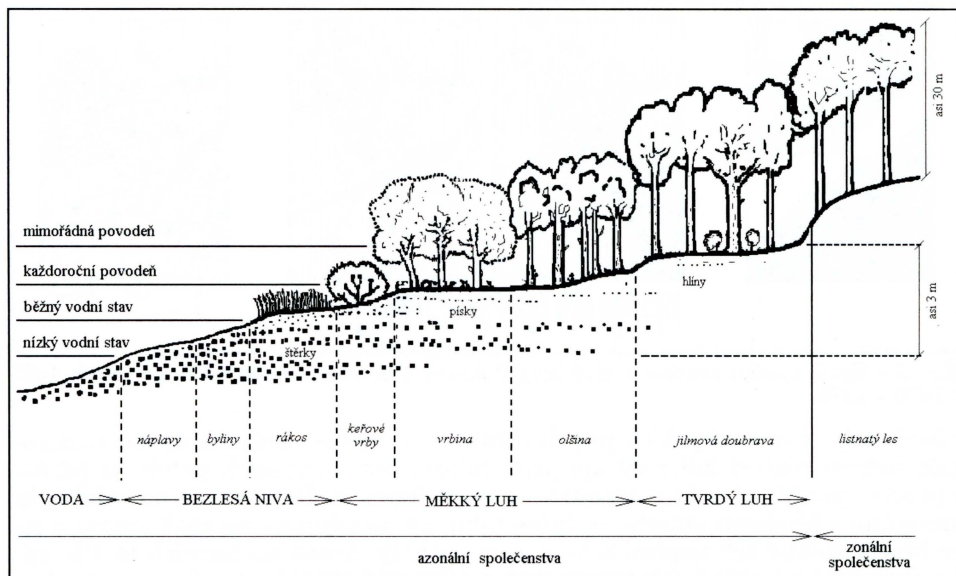 asi 30 m
mimořádná povodeň
každoroční povodeň
běžný vodní stav
nízký vodní stav
hlíny
písky
štěrky
asi 3 m
náplavy
byliny
rákos
keřové
vrby
vrbina
olšina
jilmová doubrava
listnatý les
VODA
BEZLESÁ NIVA
MĚKKÝ LUH
TVRDÝ LUH
azonální společenstva
zonální
společenstva